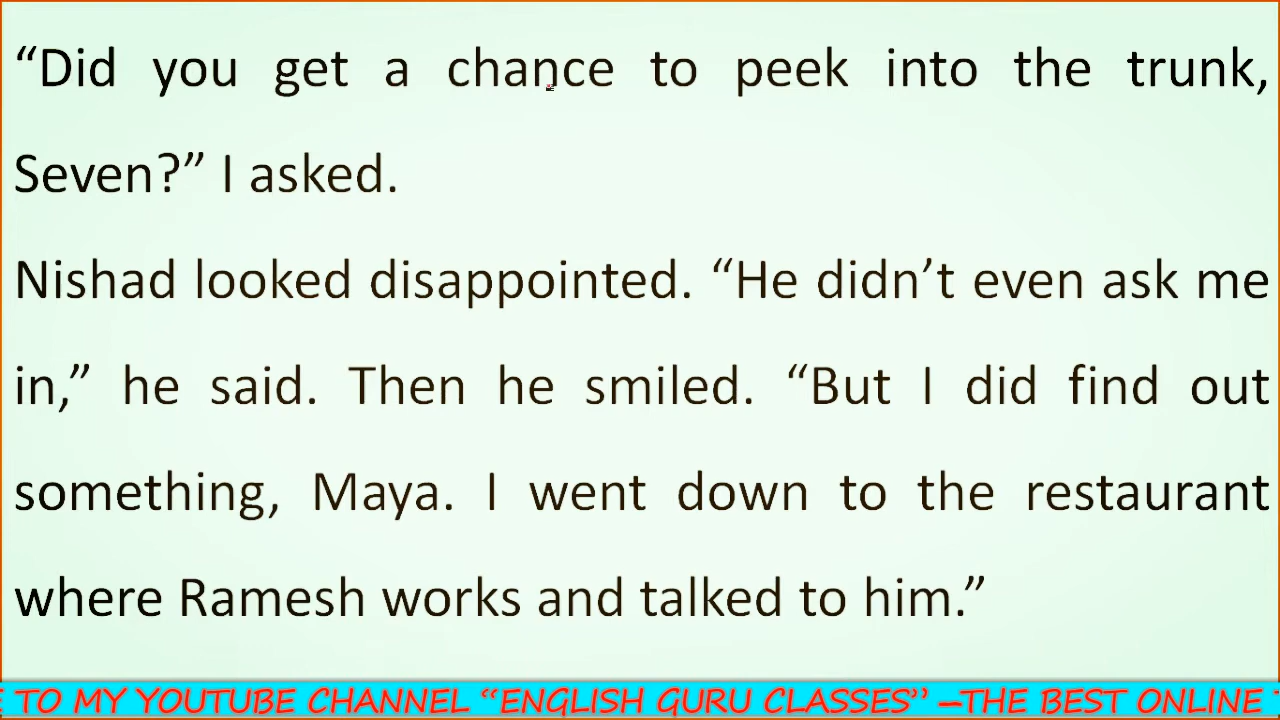 “Did you get a chance to peek into the trunk,
Seven?” I asked.
Nishad looked disappointed. “He didn’t even ask me
in,” he said. Then he smiled. “But I did find out
something, Maya. I went down to the restaurant
where Ramesh works and talked to him.”
TO MY YOUTUBE CHANNEL “ENGLISH GURU CLASSES” –THE BEST ONLINE